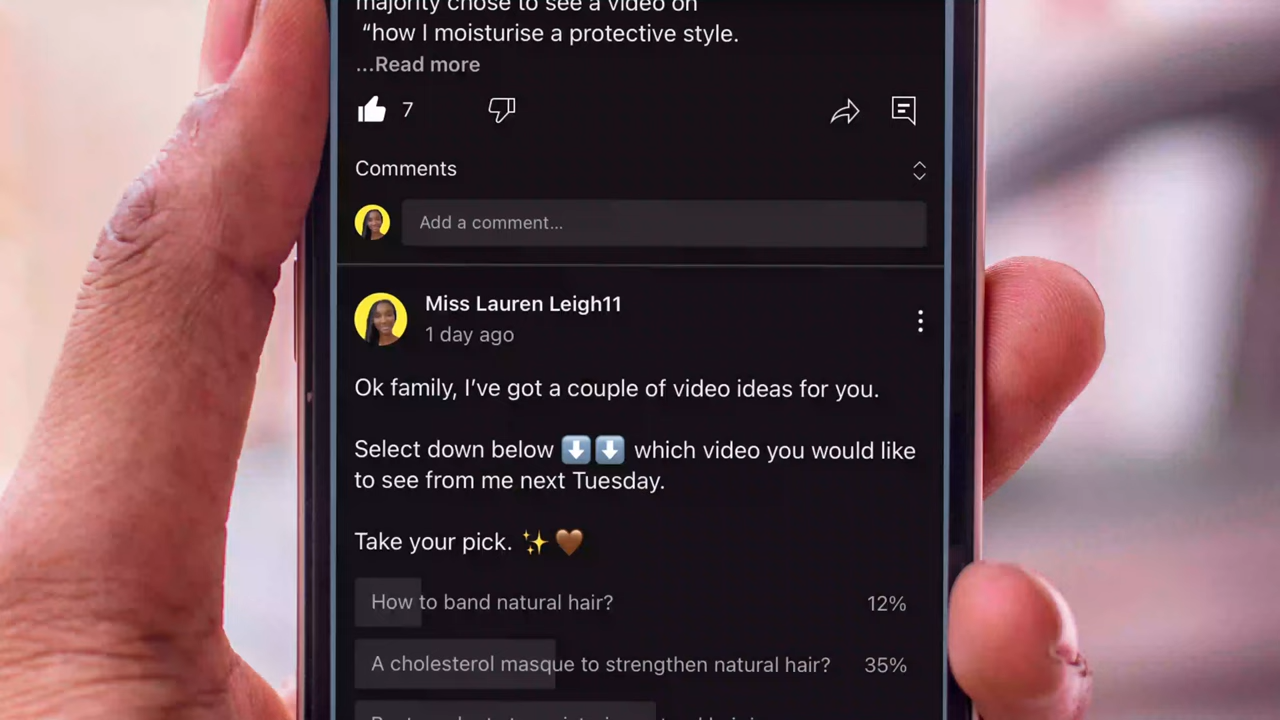 majority chose to see a video on
“how I moisturise a protective style.
...Read more
7
Comments
Add a comment...
Miss Lauren Leigh11
1 day ago
Ok family, I’ve got a couple of video ideas for you.
Select down below ⬇️⬇️ which video you would like
to see from me next Tuesday.
Take your pick. ✨🤎
How to band natural hair? 12%
A cholesterol masque to strengthen natural hair? 35%